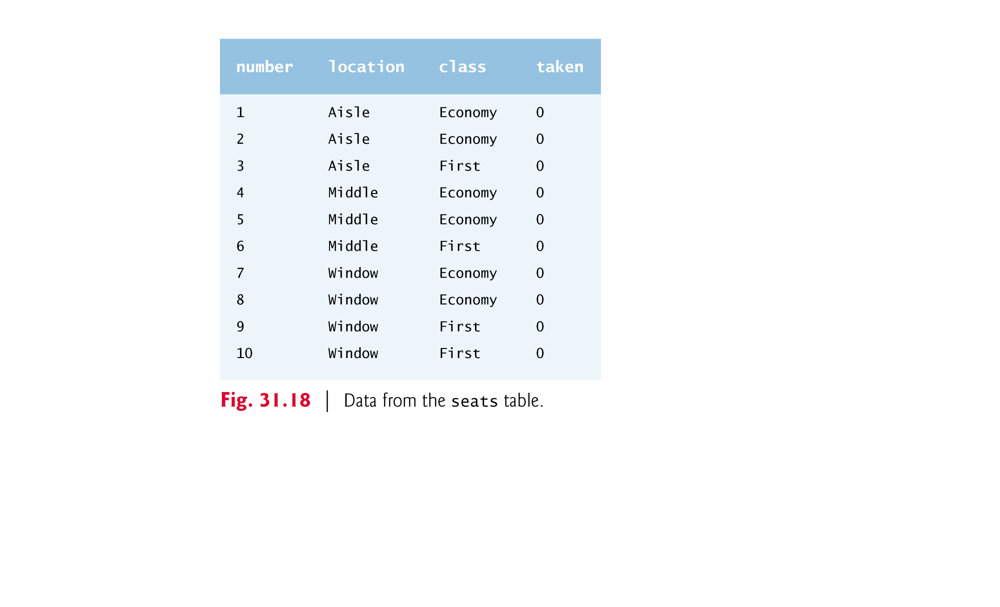 number location class taken
1 Aisle Economy 0
2 Aisle Economy 0
3 Aisle First 0
4 Middle Economy 0
5 Middle Economy 0
6 Middle First 0
7 Window Economy 0
8 Window Economy 0
9 Window First 0
10 Window First 0
Fig. 31.18 | Data from the seats table.